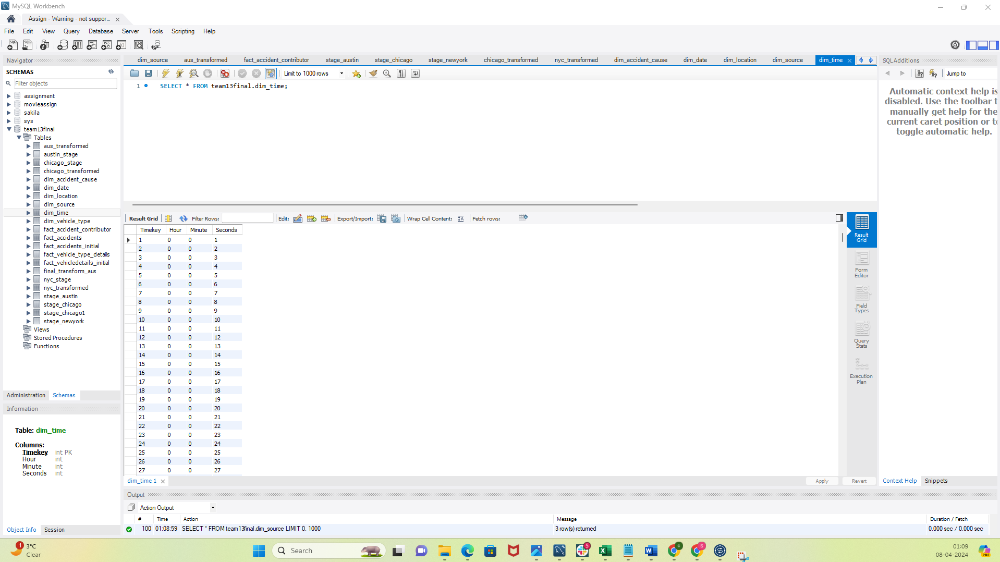 MySQL Workbench
Assign - Warning - not suppor...
File Edit View Query Database Server Tools Scripting Help
Navigator
SCHEMAS
Filter objects
assignment
movieassign
sakila
sys
team13final
Tables
aus_transformed
austin_stage
chicago_stage
chicago_transformed
dim_accident_cause
dim_date
dim_location
dim_source
dim_time
dim_vehicle_type
fact_accident_contributor
fact_accidents
fact_accidents_initial
fact_vehicle_type_details
fact_vehicledetails_initial
final_transform_aus
nyc_stage
nyc_transformed
stage_austin
stage_chicago
stage_chicago1
stage_newyork
Views
Stored Procedures
Functions
Administration Schemas
Information
Table: dim_time
Columns:
Timekey int PK
Hour int
Minute int
Seconds int
Object Info Session
dim_source aus_transformed fact_accident_contributor stage_austin stage_chicago stage_newyork chicago_transformed nyc_transformed dim_accident_cause dim_date dim_location dim_source dim_time
Limit to 1000 rows
1 SELECT * FROM team13final.dim_time;
Result Grid Filter Rows: Edit: Export/Import: Wrap Cell Content: Fetch rows:
Timekey Hour Minute Seconds
1 0 0 1
2 0 0 2
3 0 0 3
4 0 0 4
5 0 0 5
6 0 0 6
7 0 0 7
8 0 0 8
9 0 0 9
10 0 0 10
11 0 0 11
12 0 0 12
13 0 0 13
14 0 0 14
15 0 0 15
16 0 0 16
17 0 0 17
18 0 0 18
19 0 0 19
20 0 0 20
21 0 0 21
22 0 0 22
23 0 0 23
24 0 0 24
25 0 0 25
26 0 0 26
27 0 0 27
Result
Grid
Form
Editor
Field
Types
Query
Stats
Execution
Plan
dim_time 1 Apply Revert
SQLAdditions
Jump to
Automatic context help is
disabled. Use the toolbar t
manually get help for the
current caret position or to
toggle automatic help.
Context Help Snippets
Output
Action Output
# Time Action Message Duration / Fetch
100 01:08:59 SELECT * FROM team13final.dim_source LIMIT 0, 1000 3 row(s) returned 0.000 sec / 0.000 sec
1
3°C
Clear
Search
5
C
S
01:09
08-04-2024
PRE